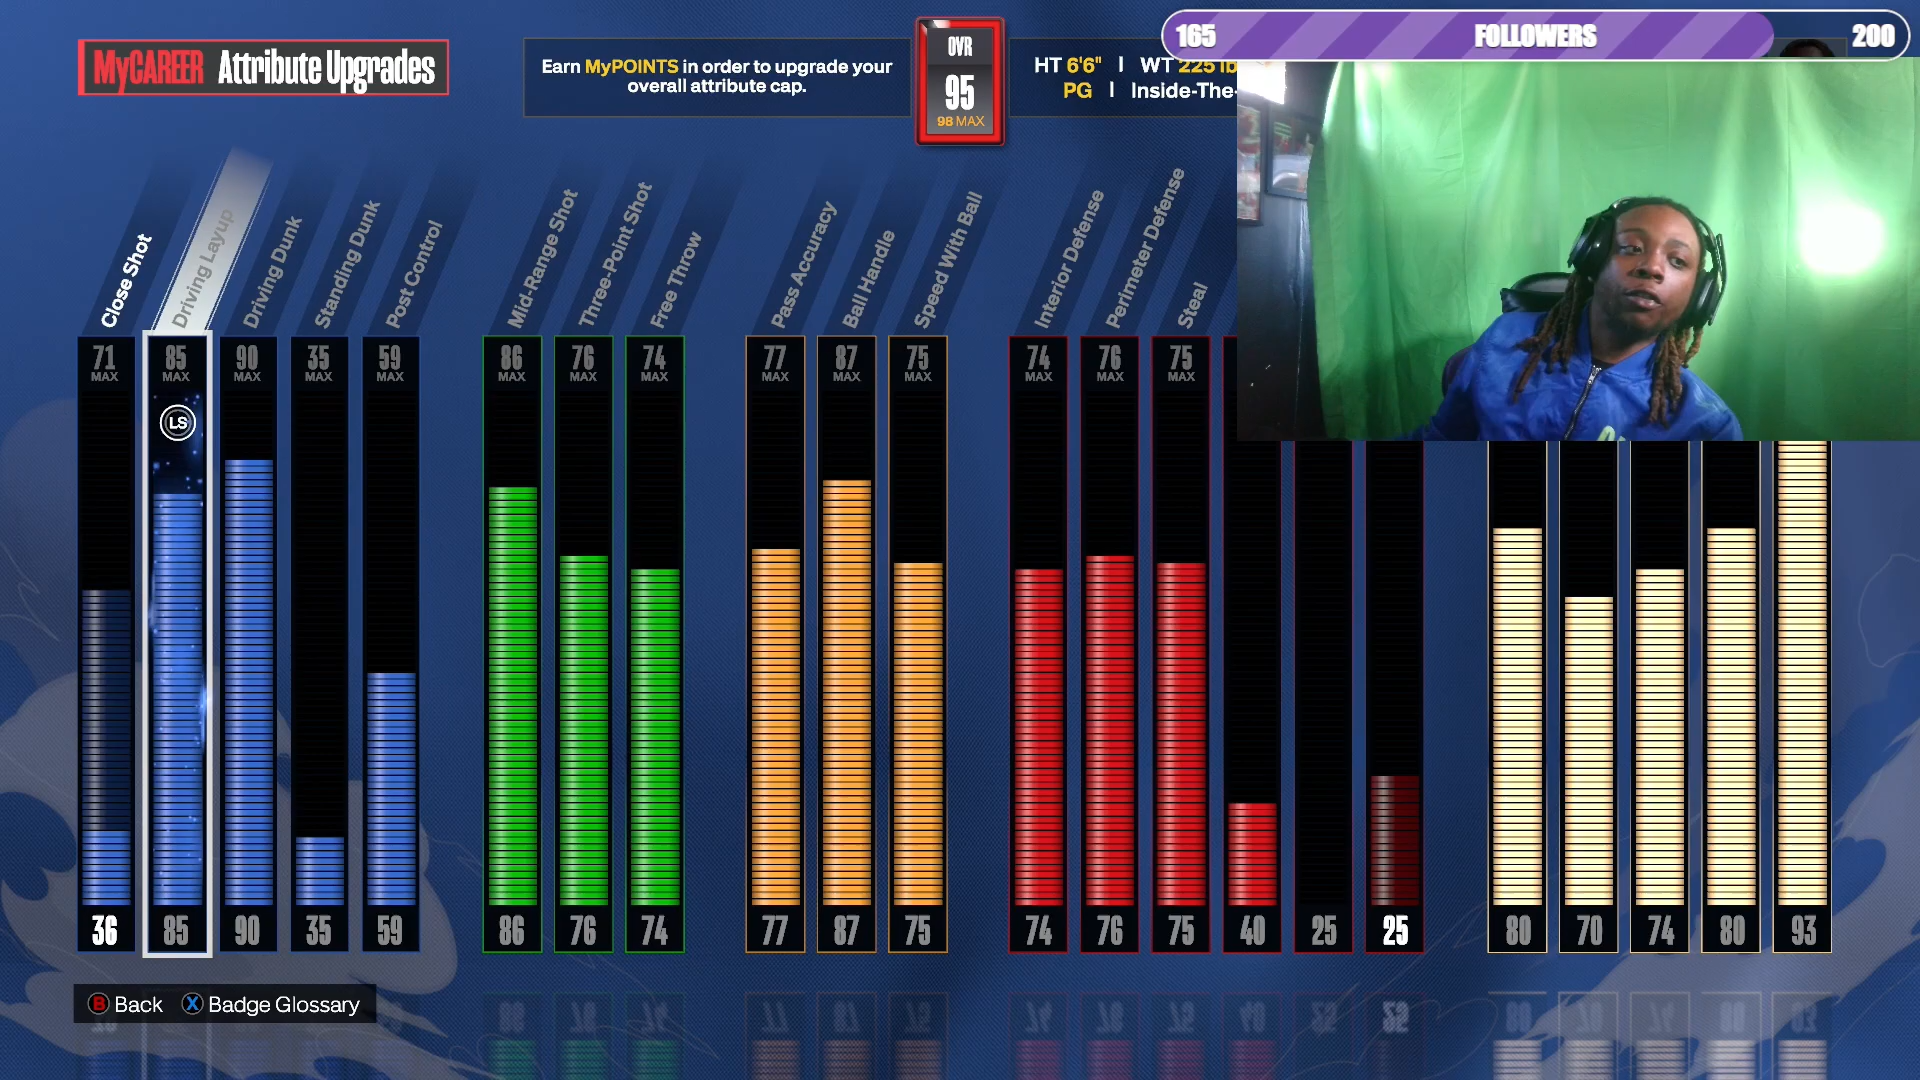 MyCAREER Attribute Upgrades
Earn MyPOINTS in order to upgrade your
overall attribute cap.
OVR
95
98 MAX
HT 6'6" | WT 225 lb
PG | Inside-The-
165 FOLLOWERS 200
Close Shot
Driving Layup
Driving Dunk
Standing Dunk
Post Control
Mid-Range Shot
Three-Point Shot
Free Throw
Pass Accuracy
Ball Handle
Speed With Ball
Interior Defense
Perimeter Defense
Steal
71 85 90 35 59 86 76 74 77 87 75 74 76 75
MAX MAX MAX MAX MAX MAX MAX MAX MAX MAX MAX MAX MAX MAX
LS
36 85 90 35 59 86 76 74 77 87 75 74 76 75 40 25 25 80 70 74 80 93
B Back X Badge Glossary